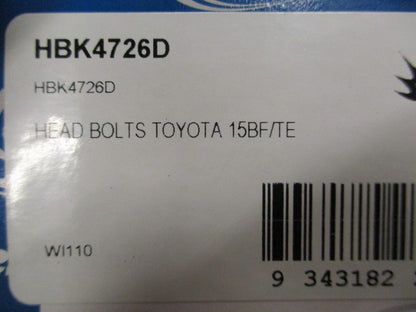 HBK4726D
HBK4726D
HEAD BOLTS TOYOTA 15BF/TE
WI110
9 343182